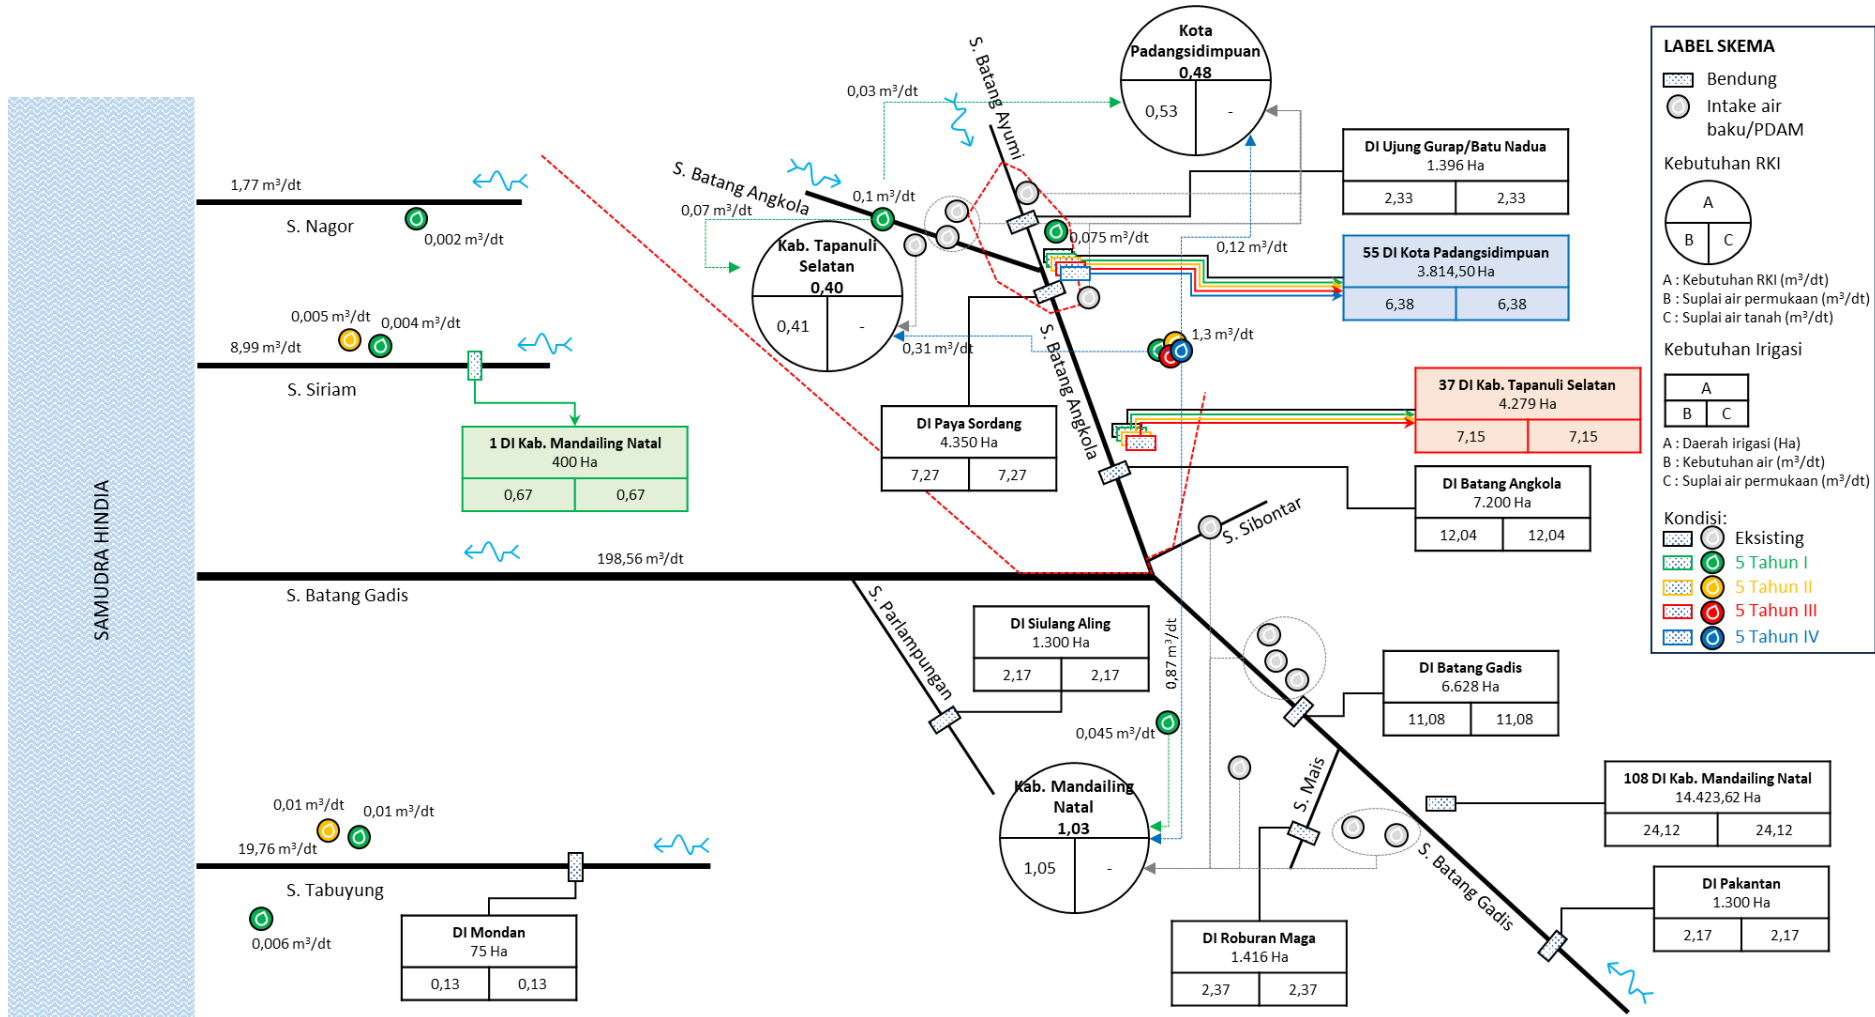 SAMUDRA HINDIA
1,77 m³/dt
S. Nagor
0,002 m³/dt
0,005 m³/dt
0,004 m³/dt
8,99 m³/dt
S. Siriam
1 DI Kab. Mandailing Natal
400 Ha
0,67
0,67
198,56 m³/dt
S. Batang Gadis
0,01 m³/dt
0,01 m³/dt
19,76 m³/dt
S. Tabuyung
0,006 m³/dt
DI Mondan
75 Ha
0,13
0,13
0,03 m³/dt
S. Batang Ayumi
S. Batang Angkola
0,1 m³/dt
0,07 m³/dt
Kota
Padangsidimpuan
0,48
0,53
-
Kab. Tapanuli
Selatan
0,40
0,41
-
0,075 m³/dt
0,12 m³/dt
0,31 m³/dt
1,3 m³/dt
S. Batang Angkola
DI Ujung Gurap/Batu Nadua
1.396 Ha
2,33
2,33
55 DI Kota Padangsidimpuan
3.814,50 Ha
6,38
6,38
37 DI Kab. Tapanuli Selatan
4.279 Ha
7,15
7,15
DI Paya Sordang
4.350 Ha
7,27
7,27
DI Batang Angkola
7.200 Ha
12,04
12,04
S. Sibontar
S. Parlampungan
DI Siulang Aling
1.300 Ha
2,17
2,17
0,87 m³/dt
0,045 m³/dt
Kab. Mandailing
Natal
1,03
1,05
-
DI Batang Gadis
6.628 Ha
11,08
11,08
S. Mais
108 DI Kab. Mandailing Natal
14.423,62 Ha
24,12
24,12
S. Batang Gadis
DI Pakantan
1.300 Ha
2,17
2,17
DI Roburan Maga
1.416 Ha
2,37
2,37
LABEL SKEMA
Bendung
Intake air
baku/PDAM
Kebutuhan RKI
A
B
C
A : Kebutuhan RKI (m³/dt)
B : Suplai air permukaan (m³/dt)
C : Suplai air tanah (m³/dt)
Kebutuhan Irigasi
A
B
C
A : Daerah irigasi (Ha)
B : Kebutuhan air (m³/dt)
C : Suplai air permukaan (m³/dt)
Kondisi:
Eksisting
5 Tahun I
5 Tahun II
5 Tahun III
5 Tahun IV